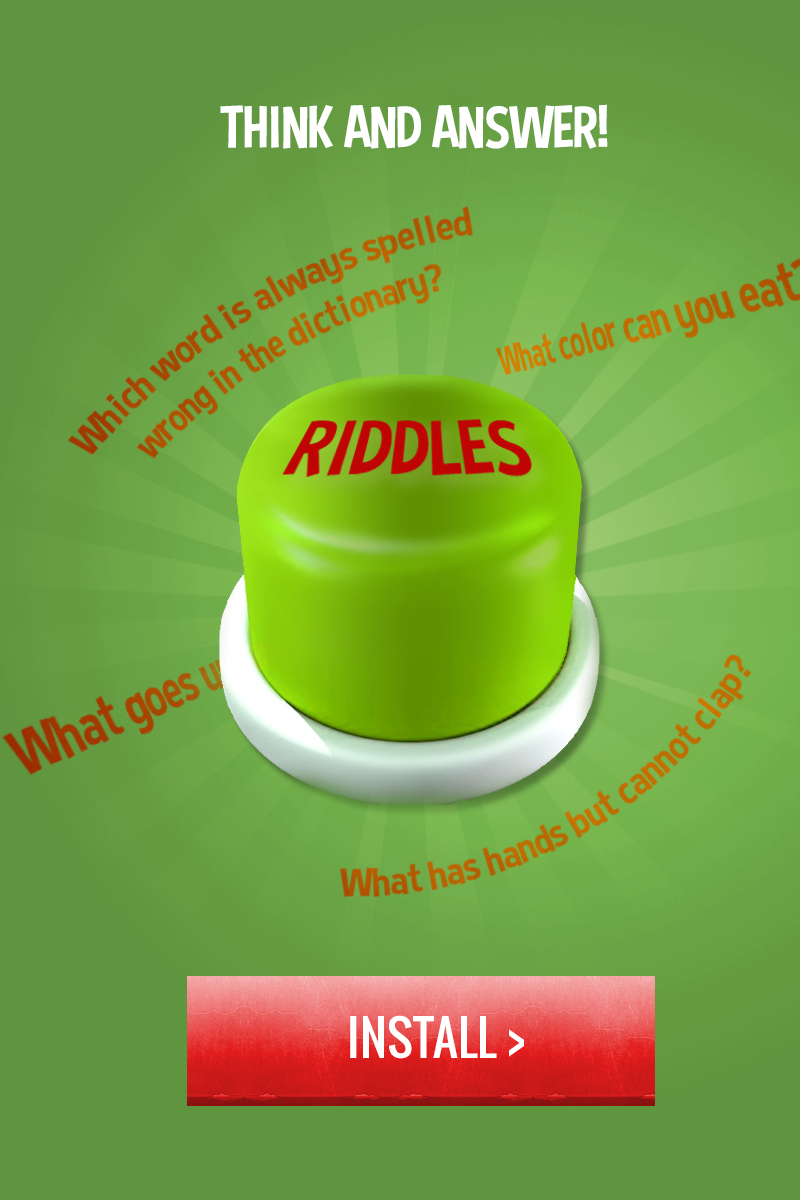 THINK AND ANSWER!
Which word is always spelled
wrong in the dictionary?
What color can you eat?
RIDDLES
What goes
What has hands but cannot clap?
INSTALL >